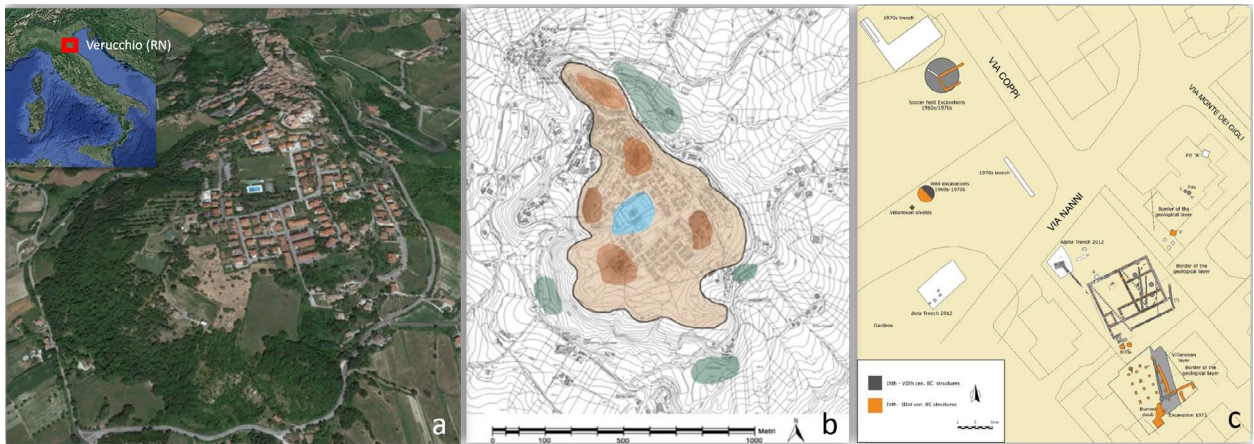 Verucchio (RN)
a
Metri
0
100
500
1000
b
1970s trench
Soccer field Excavations
1960s/1970s
VIA COPPI
VIA MONTE DEI GIGLI
Pit "A"
Well excavations
1960s-1970s
Villanovan shields
1970s trench
VIA NANNI
Pits
Border of the
geological layer
Alpha Trench 2012
Border of the
geological layer
Beta Trench 2012
Gardens
Villanovan
layer
Border of the
geological layer
Burned
daub
Excavation 1972
IXth - VIIth cen. BC structures
IVth - IIIrd cen. BC structures
c